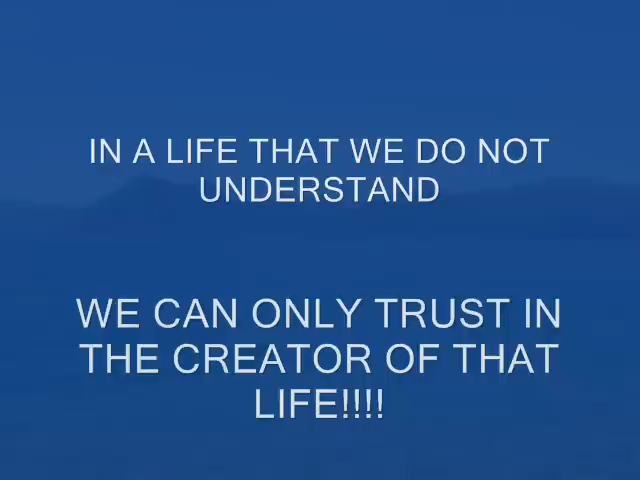 IN A LIFE THAT WE DO NOT
UNDERSTAND
WE CAN ONLY TRUST IN
THE CREATOR OF THAT
LIFE!!!!